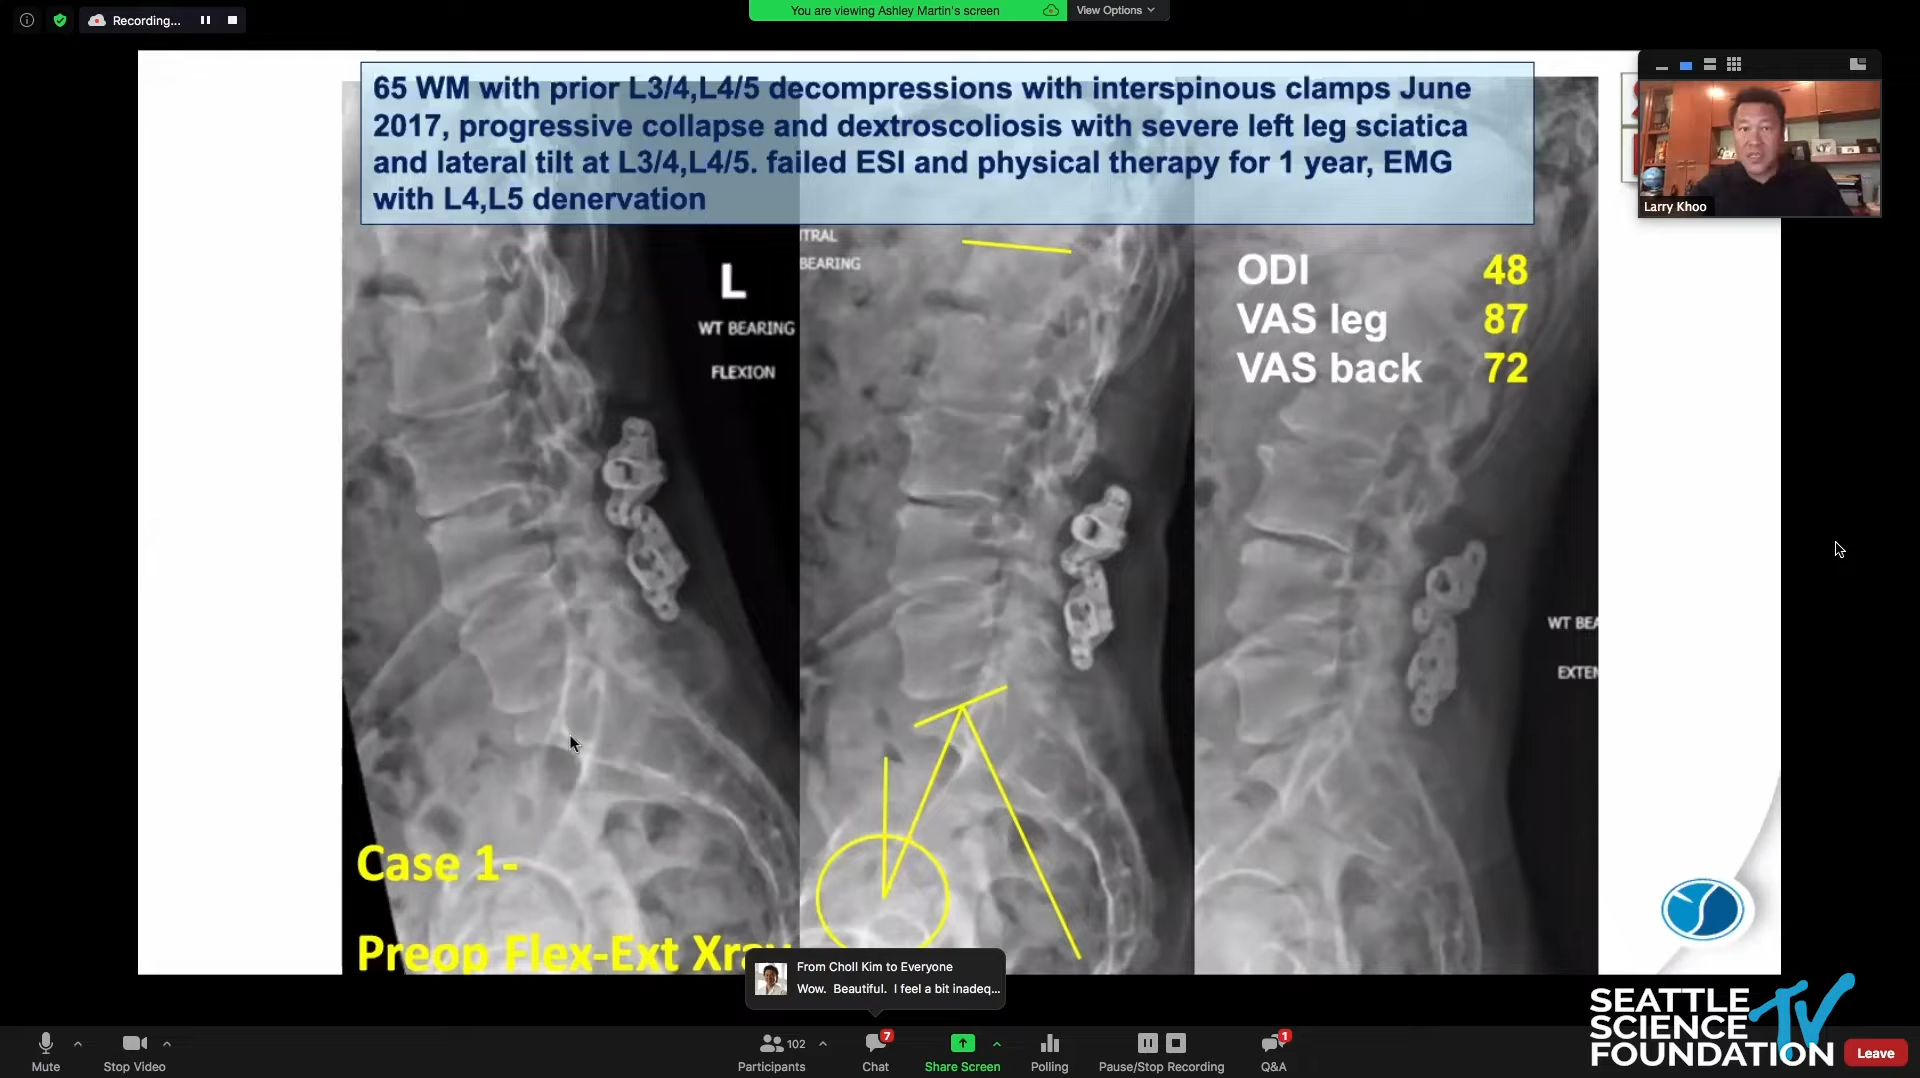 Recording...
You are viewing Ashley Martin's screen
View Options
65 WM with prior L3/4,L4/5 decompressions with interspinous clamps June
2017, progressive collapse and dextroscoliosis with severe left leg sciatica
and lateral tilt at L3/4,L4/5. failed ESI and physical therapy for 1 year, EMG
with L4,L5 denervation
Larry Khoo
L
WT BEARING
FLEXION
BEARING
ODI 48
VAS leg 87
VAS back 72
WT
Case 1-
Preop Flex-Ext
From Choll Kim to Everyone
Wow. Beautiful. I feel a bit inadeq...
SEATTLE
SCIENCE
FOUNDATION
TV
Mute
Stop Video
102
Participants
7
Chat
Share Screen
Polling
Pause/Stop Recording
1
Q&A
Leave